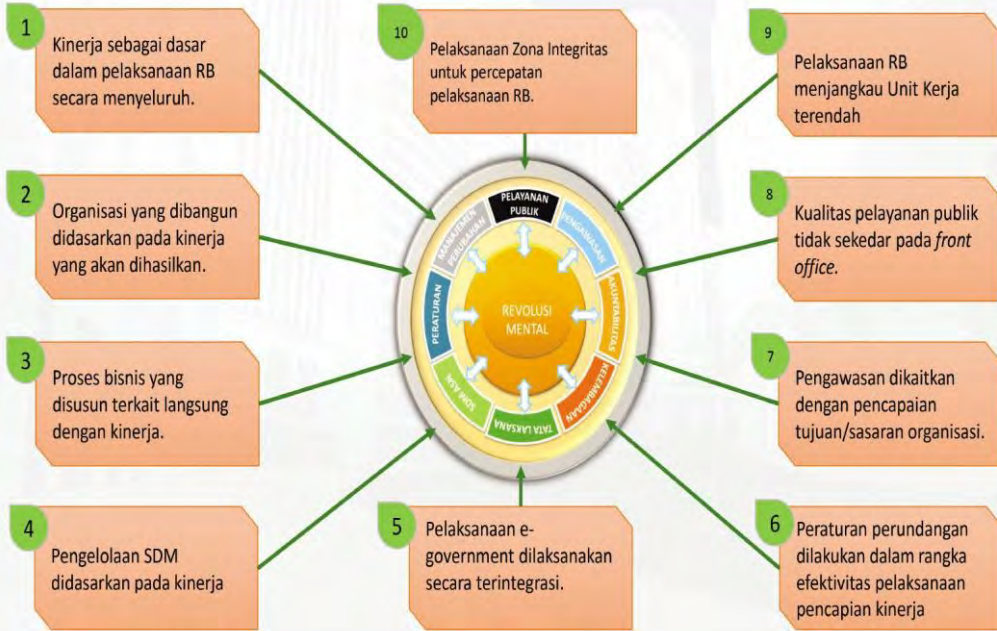 1
Kinerja sebagai dasar
dalam pelaksanaan RB
secara menyeluruh.
10
Pelaksanaan Zona Integritas
untuk percepatan
pelaksanaan RB.
9
Pelaksanaan RB
menjangkau Unit Kerja
terendah
2
Organisasi yang dibangun
didasarkan pada kinerja
yang akan dihasilkan.
8
Kualitas pelayanan publik
tidak sekedar pada front
office.
3
Proses bisnis yang
disusun terkait langsung
dengan kinerja.
7
Pengawasan dikaitkan
dengan pencapaian
tujuan/sasaran organisasi.
4
Pengelolaan SDM
didasarkan pada kinerja
5
Pelaksanaan e-
government dilaksanakan
secara terintegrasi.
6
Peraturan perundangan
dilakukan dalam rangka
efektivitas pelaksanaan
pencapian kinerja
PELAYANAN
PUBLIK
PENGAWASAN
AKUNTABILITAS
KELEMBAGAAN
TATA LAKSANA
SDM ASN
PERATURAN
MANAJEMEN
PERUBAHAN
REVOLUSI
MENTAL